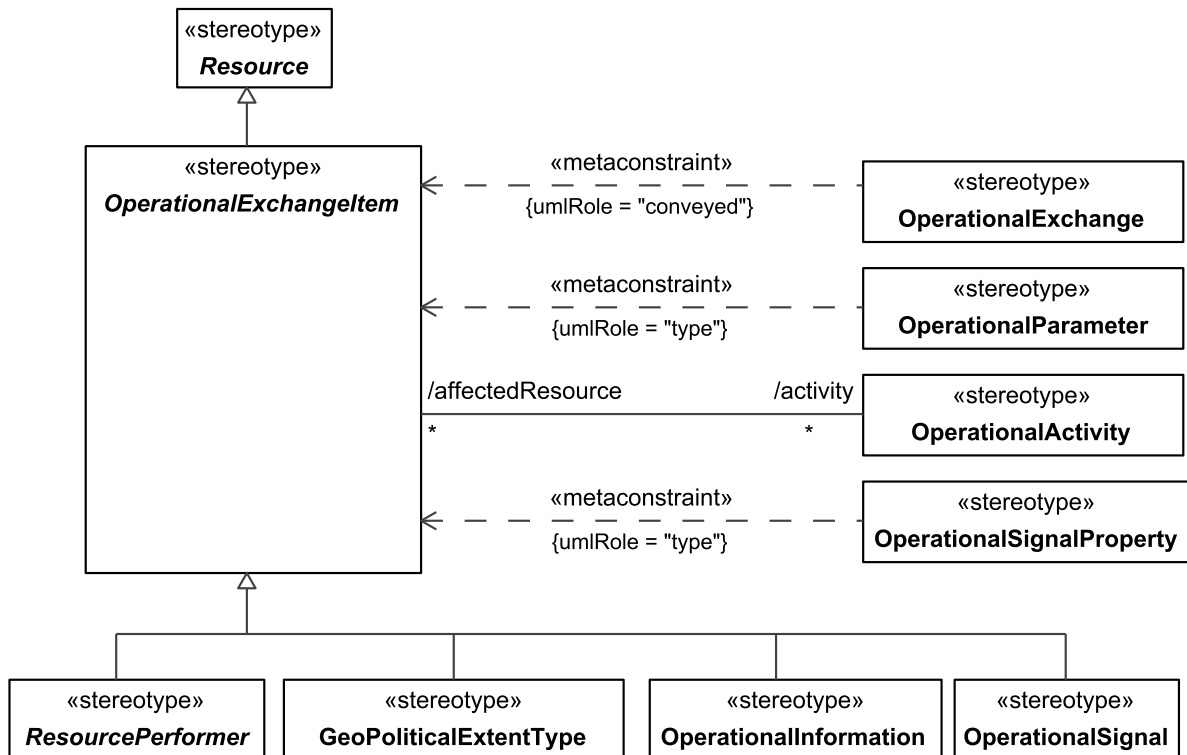 «stereotype»
Resource
«stereotype»
OperationalExchangeItem
«metaconstraint»
{umlRole = "conveyed"}
«stereotype»
OperationalExchange
«metaconstraint»
{umlRole = "type"}
«stereotype»
OperationalParameter
/affectedResource
/activity
*
*
«stereotype»
OperationalActivity
«metaconstraint»
{umlRole = "type"}
«stereotype»
OperationalSignalProperty
«stereotype»
ResourcePerformer
«stereotype»
GeoPoliticalExtentType
«stereotype»
OperationalInformation
«stereotype»
OperationalSignal